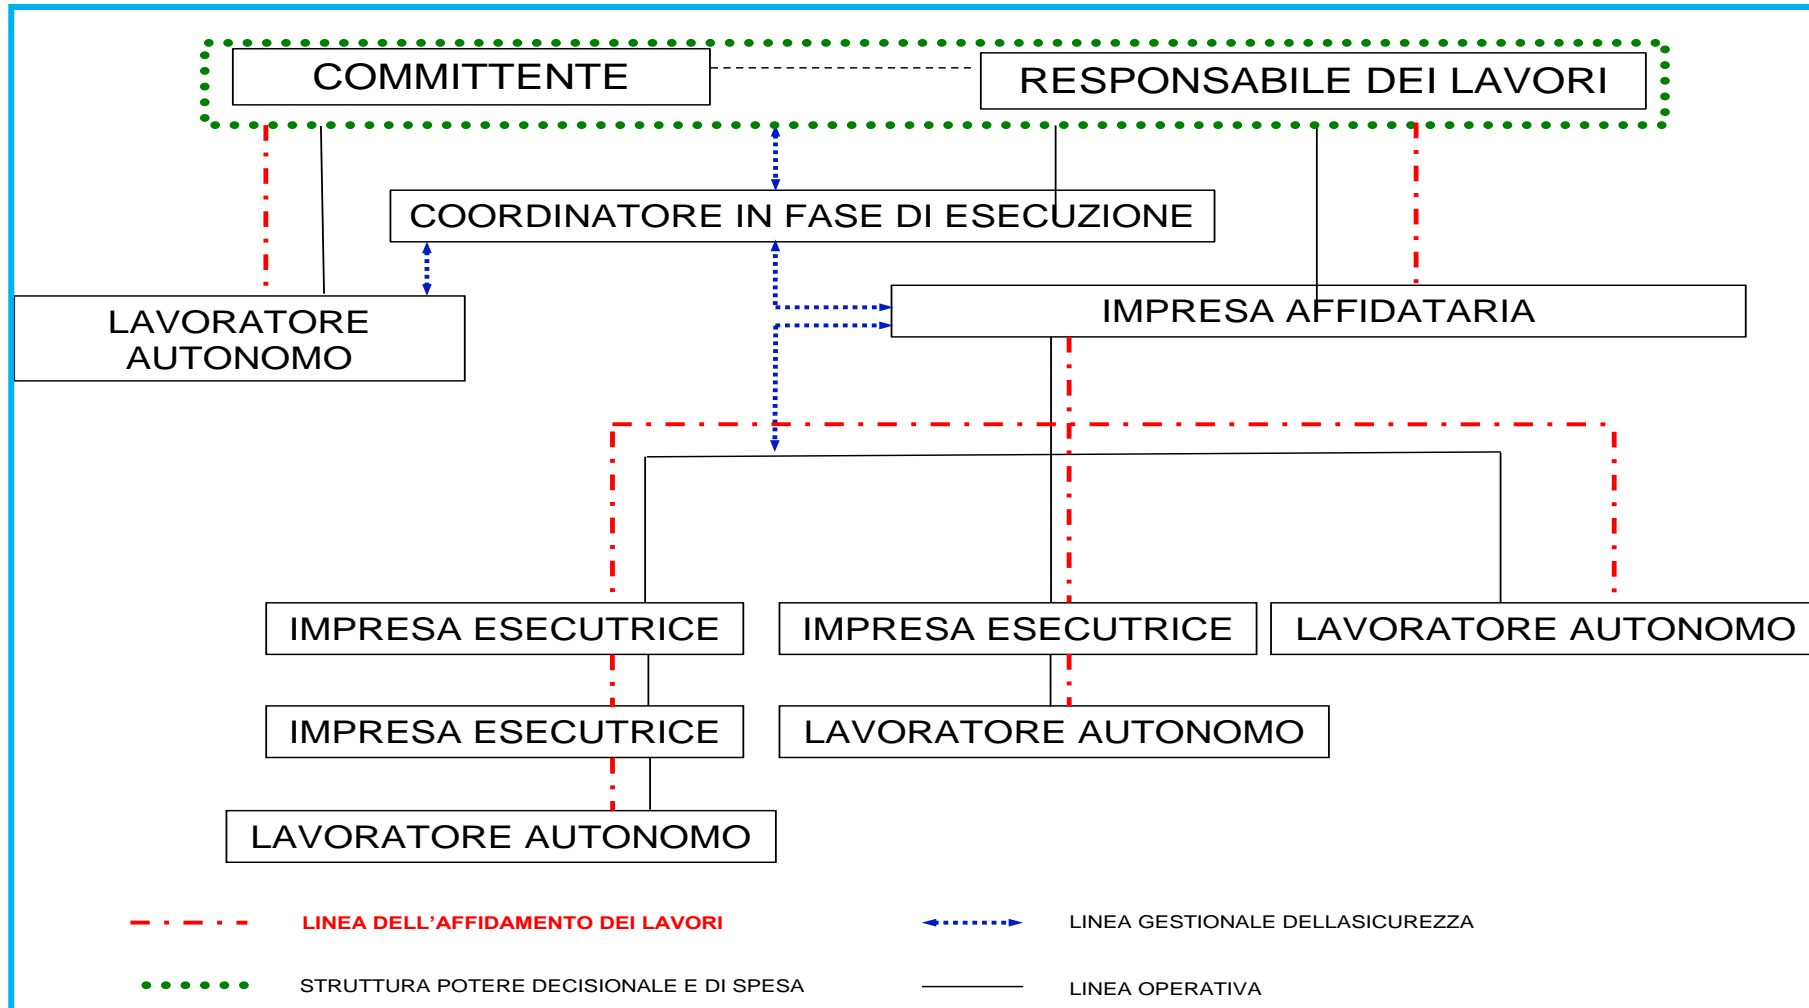 COMMITTENTE
RESPONSABILE DEI LAVORI
COORDINATORE IN FASE DI ESECUZIONE
LAVORATORE
AUTONOMO
IMPRESA AFFIDATARIA
IMPRESA ESECUTRICE
IMPRESA ESECUTRICE
LAVORATORE AUTONOMO
IMPRESA ESECUTRICE
LAVORATORE AUTONOMO
LAVORATORE AUTONOMO
LINEA DELL’AFFIDAMENTO DEI LAVORI
LINEA GESTIONALE DELLASICUREZZA
STRUTTURA POTERE DECISIONALE E DI SPESA
LINEA OPERATIVA